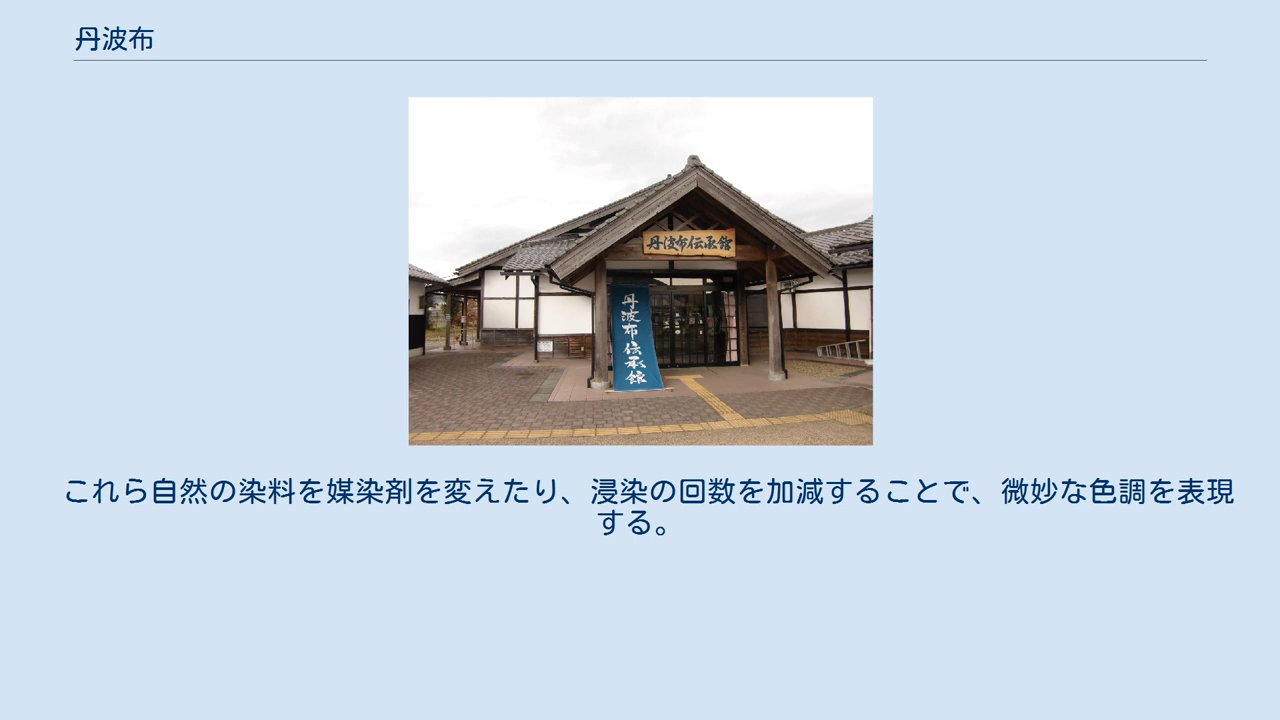 丹波布
丹波布伝承館
丹波布伝承館
これら自然の染料を媒染剤を変えたり、浸染の回数を加減することで、微妙な色調を表現
する。